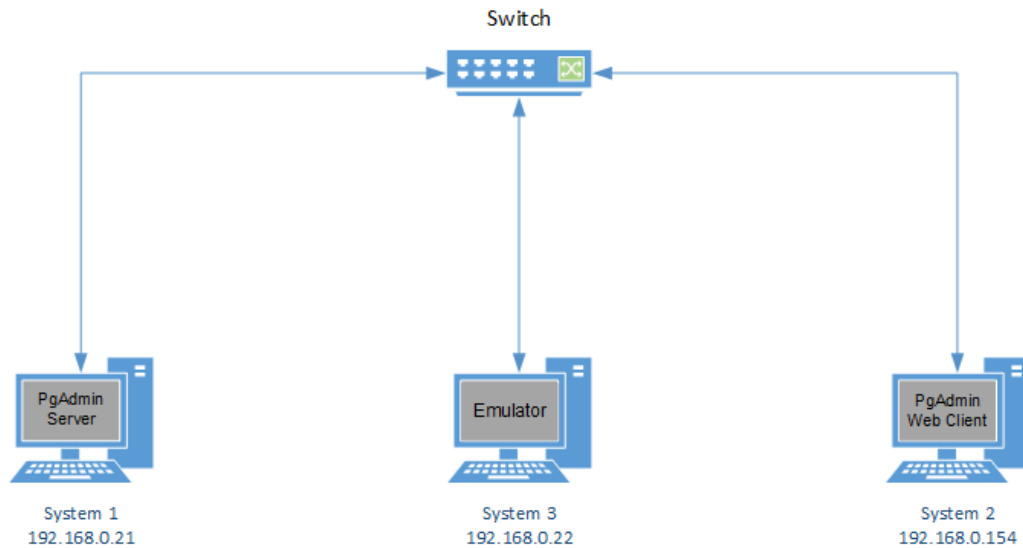 Switch
PgAdmin
Server
Emulator
PgAdmin
Web Client
System 1
192.168.0.21
System 3
192.168.0.22
System 2
192.168.0.154